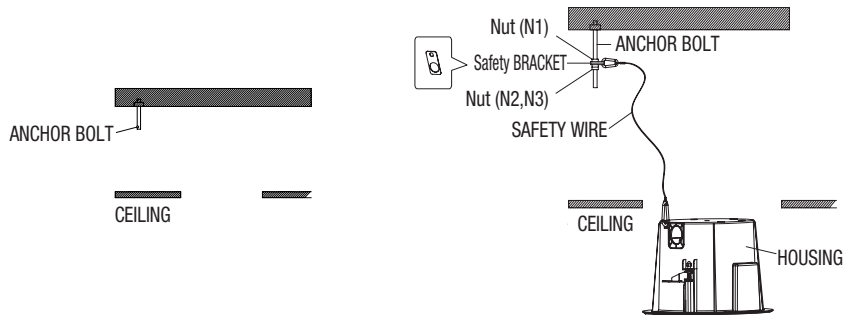 ANCHOR BOLT
CEILING
Nut (N1)
ANCHOR BOLT
Safety BRACKET
Nut (N2,N3)
SAFETY WIRE
CEILING
HOUSING